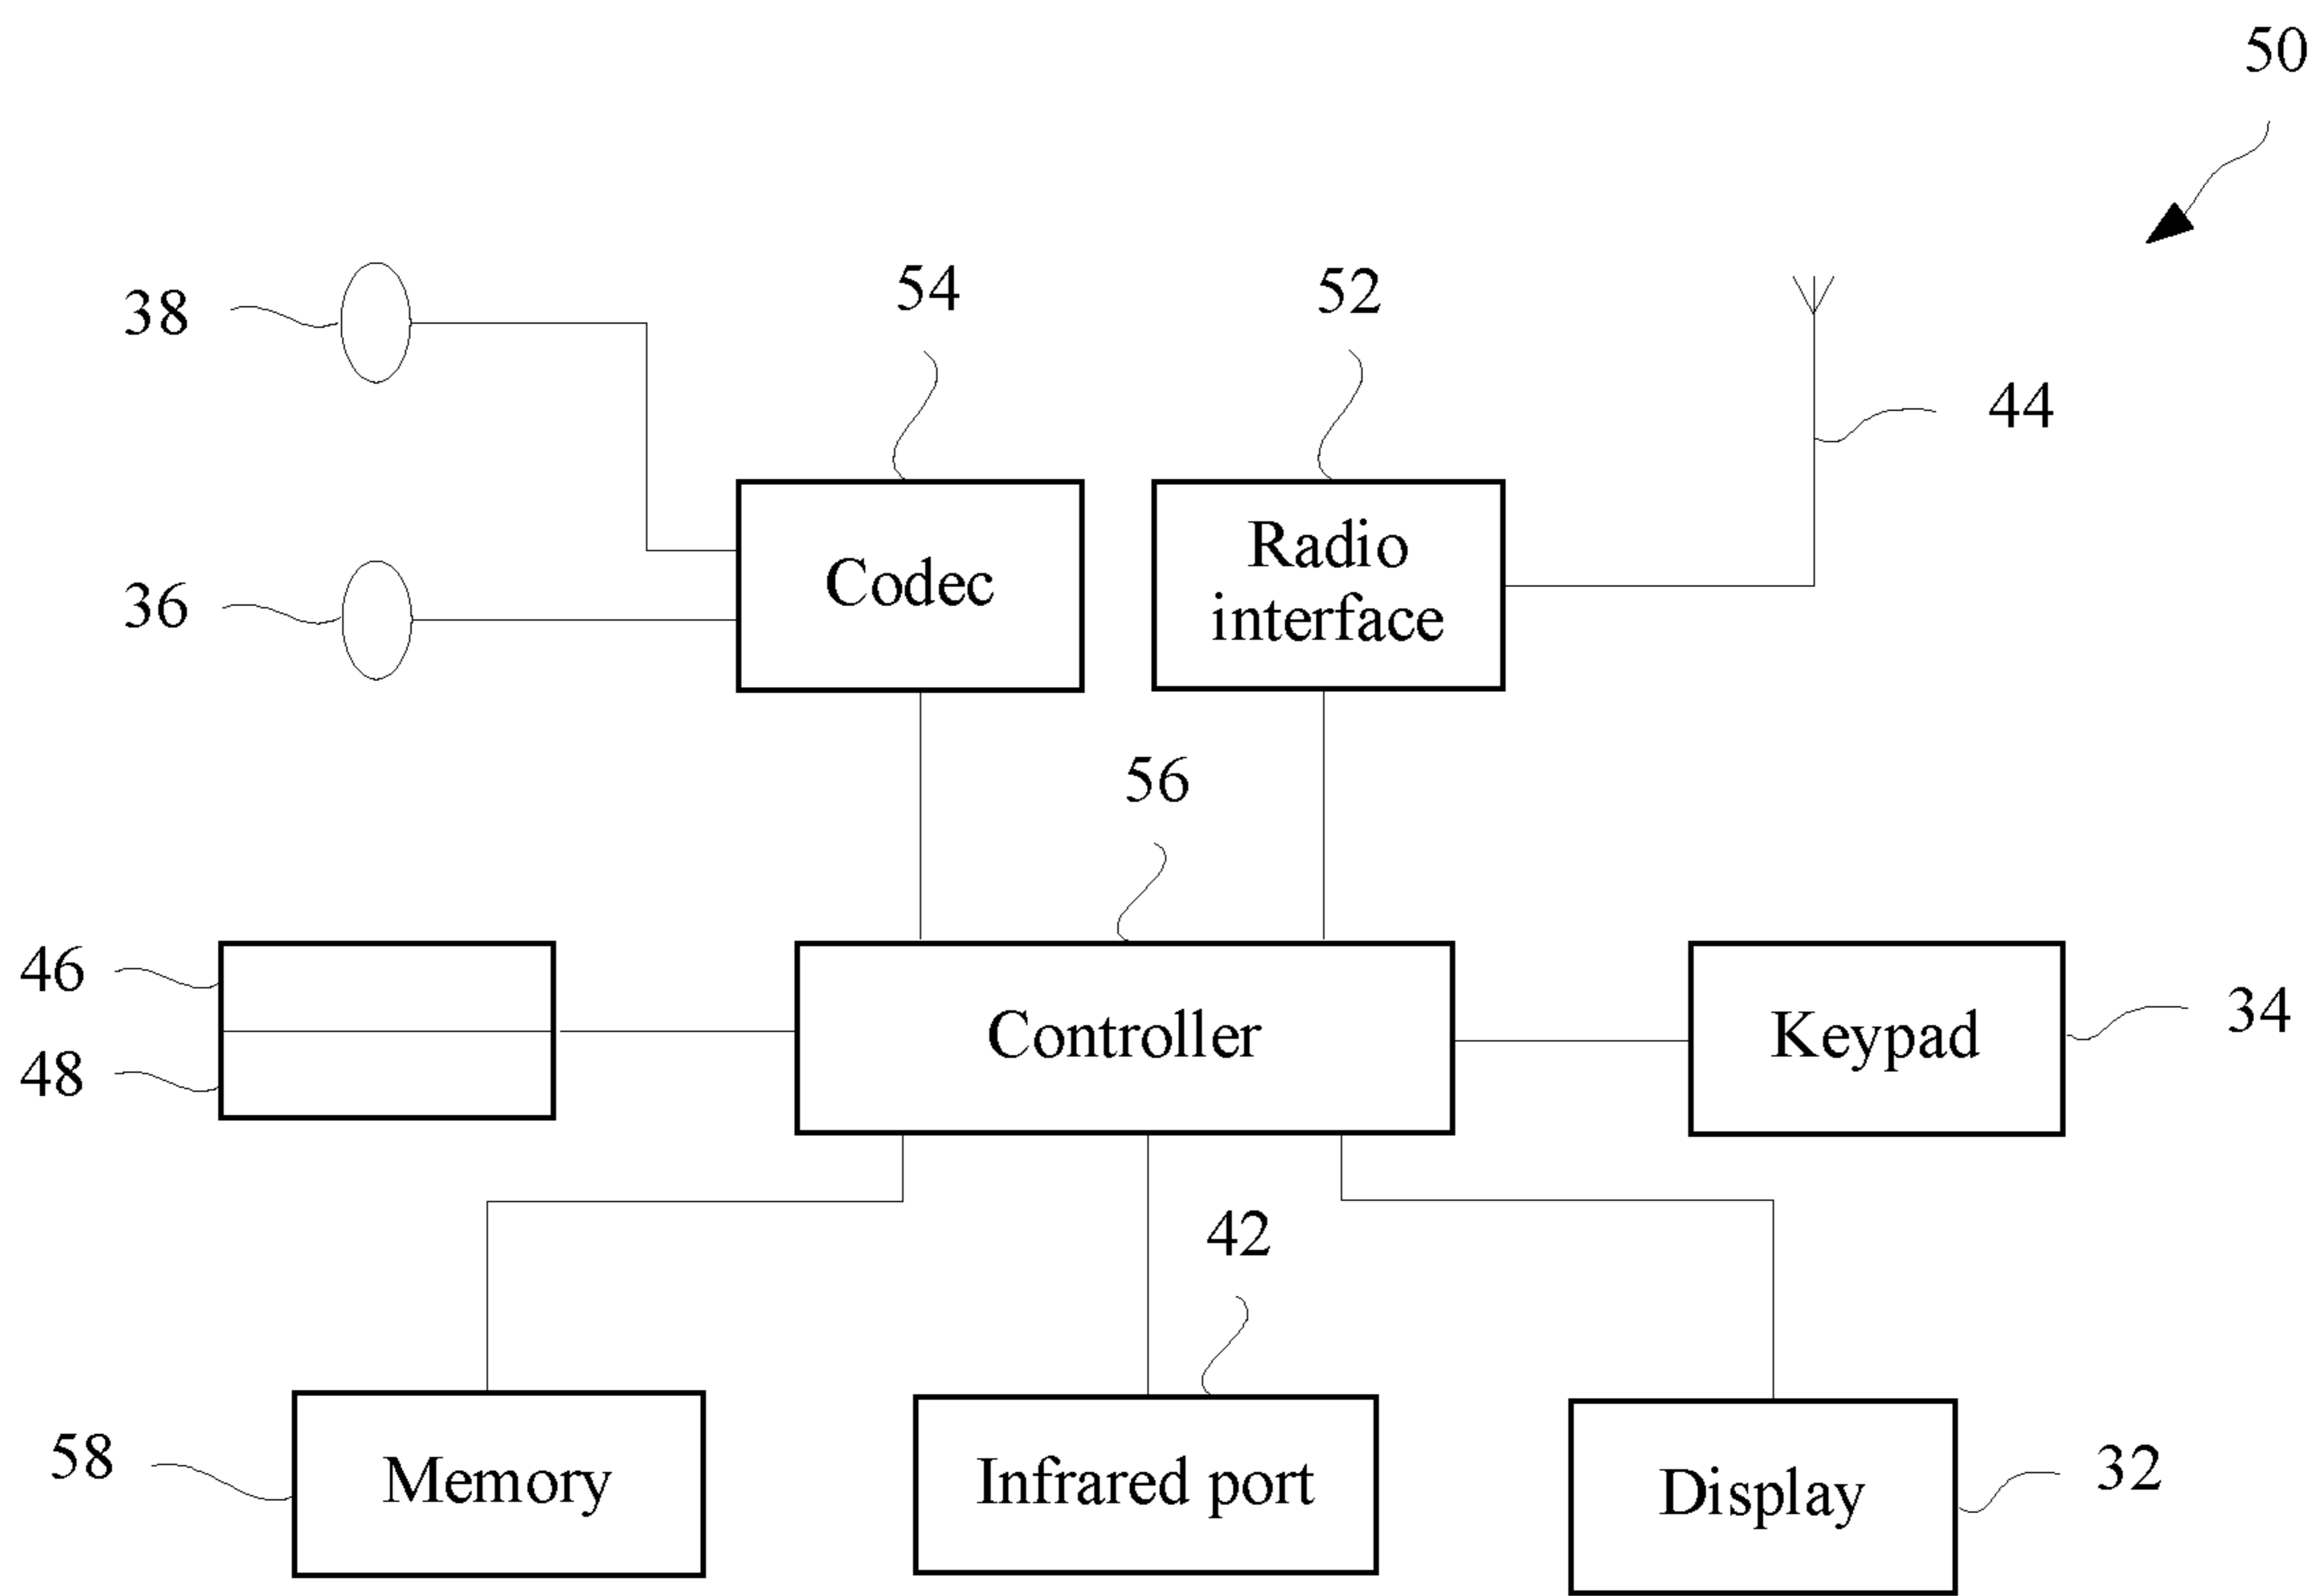 50
38
54
52
44
36
Codec
Radio
interface
56
46
48
Controller
Keypad
34
42
58
Memory
Infrared port
Display
32